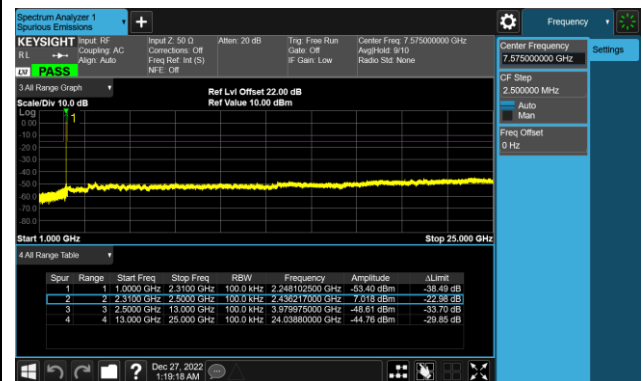 Spectrum Analyzer 1
Spurious Emissions
Frequency
KEYSIGHT
Input: RF
Coupling: AC
Align: Auto
Input Z: 50 Ω
Corrections: Off
Freq Ref: Int (S)
NFE: Off
Atten: 20 dB
Trig: Free Run
Gate: Off
IF Gain: Low
Center Freq: 7.575000000 GHz
Avg|Hold: 9/10
Radio Std: None
R L
LXI
PASS
Center Frequency
7.575000000 GHz
Settings
CF Step
2.500000 MHz
Auto
Man
Freq Offset
0 Hz
3 All Range Graph
Scale/Div 10.0 dB
Ref Lvl Offset 22.00 dB
Ref Value 10.00 dBm
Log
1
0.00
-10.0
-20.0
-30.0
-40.0
-50.0
-60.0
-70.0
-80.0
Start 1.000 GHz
Stop 25.000 GHz
4 All Range Table
Spur Range Start Freq Stop Freq RBW Frequency Amplitude ΔLimit
1 1 1.0000 GHz 2.3100 GHz 100.0 kHz 2.248102500 GHz -53.40 dBm -38.49 dB
2 2 2.3100 GHz 2.5000 GHz 100.0 kHz 2.436217000 GHz 7.018 dBm -22.98 dB
3 3 2.5000 GHz 13.000 GHz 100.0 kHz 3.979975000 GHz -48.61 dBm -33.70 dB
4 4 13.000 GHz 25.000 GHz 100.0 kHz 24.03880000 GHz -44.76 dBm -29.85 dB
?
Dec 27, 2022
1:19:18 AM